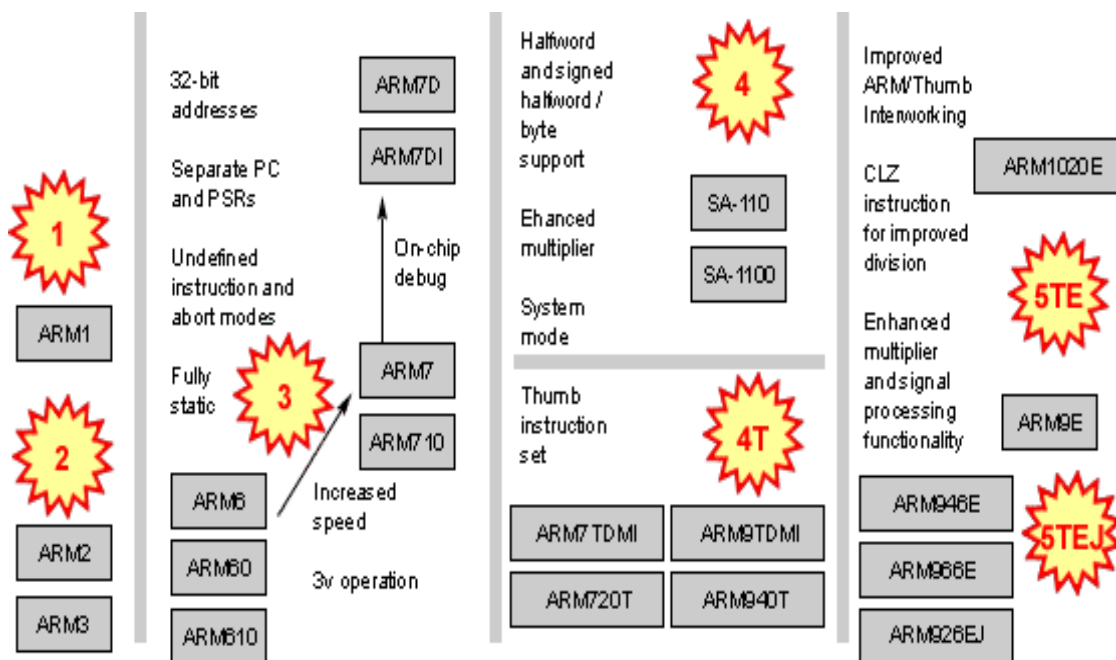 1
ARM1
2
ARM2
ARM3
32-bit
addresses
Separate PC
and PSRs
Undefined
instruction and
abort modes
Fully
static
3
ARM6
ARM60
ARM610
ARM7D
ARM7DI
On-chip
debug
ARM7
ARM710
Increased
speed
3v operation
Halfword
and signed
halfword /
byte
support
Ehanced
multiplier
System
mode
4
SA-110
SA-1100
Thumb
instruction
set
4T
ARM7TDMI
ARM9TDMI
ARM720T
ARM940T
Improved
ARM/Thumb
Interworking
ARM1020E
CLZ
instruction
for improved
division
5TE
Enhanced
multiplier
and signal
processing
functionality
ARM9E
ARM946E
ARM966E
ARM926EJ
5TEJ